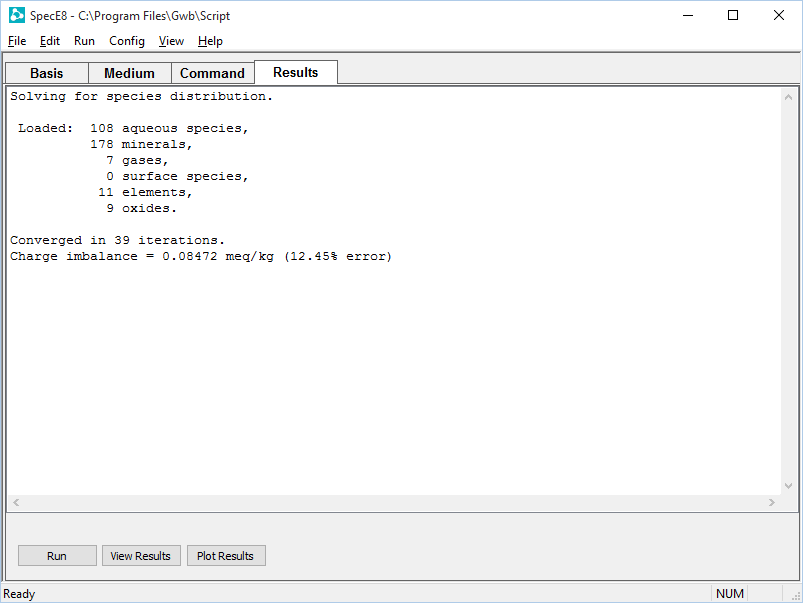 SpecE8 - C:\Program Files\Gwb\Script
File Edit Run Config View Help
Basis Medium Command Results
Solving for species distribution.
Loaded: 108 aqueous species,
178 minerals,
7 gases,
0 surface species,
11 elements,
9 oxides.
Converged in 39 iterations.
Charge imbalance = 0.08472 meq/kg (12.45% error)
Run View Results Plot Results
Ready NUM